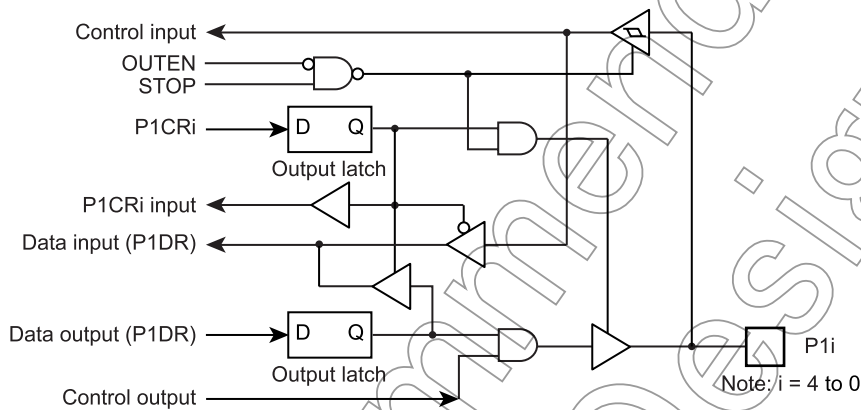 Control input
OUTEN
STOP
P1CRi
D Q
Output latch
P1CRi input
Data input (P1DR)
Data output (P1DR)
D Q
Output latch
P1i
Note: i = 4 to 0
Control output